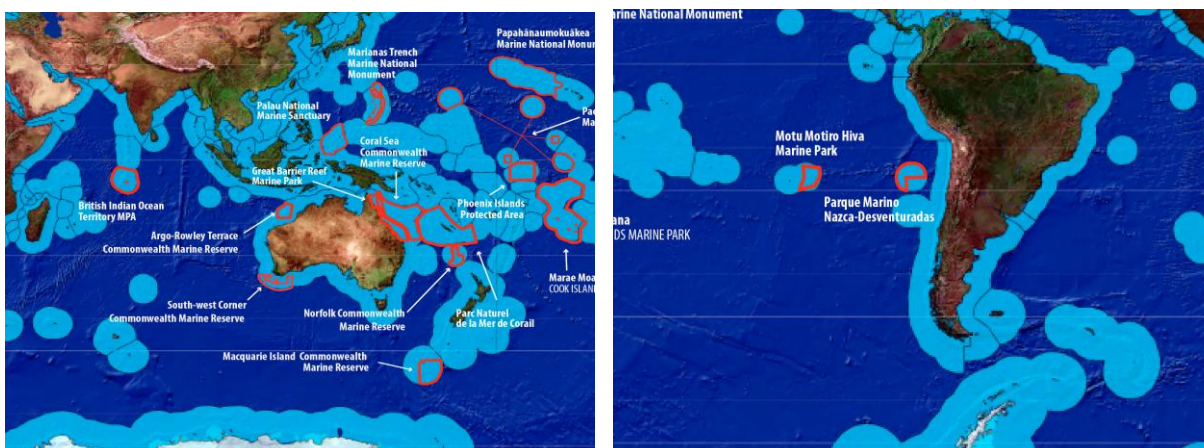 Papahānaumokuākea
Marine National Monu
Marianas Trench
Marine National
Monument
Palau National
Marine Sanctuary
Coral Sea
Commonwealth
Marine Reserve
Great Barrier Reef
Marine Park
Pac
Ma
British Indian Ocean
Territory MPA
Phoenix Islands
Protected Area
Argo-Rowley Terrace
Commonwealth Marine Reserve
South-west Corner
Commonwealth Marine Reserve
Norfolk Commonwealth
Marine Reserve
Parc Naturel
de la Mer de Corail
Marae Moa
COOK ISLAN
Macquarie Island Commonwealth
Marine Reserve
arine National Monument
Motu Motiro Hiva
Marine Park
Parque Marino
Nazca-Desventuradas
ana
DS MARINE PARK